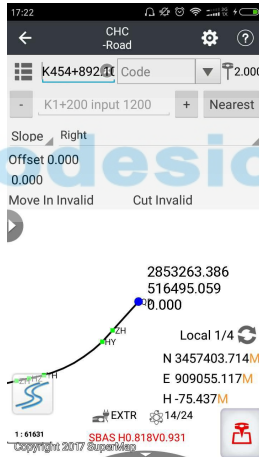 17:22
CHC
-Road
K454+892.1
Code
2.000
-
K1+200 input 1200
+
Nearest
Slope
Right
Offset 0.000
0.000
Move In Invalid
Cut Invalid
odesic
2853263.386
516495.059
0.000
ZH
HY
YH
Local 1/4
N 3457403.714M
E 909055.117M
H -75.437M
EXTR
14/24
1 : 61631
SBAS H0.818V0.931
Copyright 2017 SuperMap